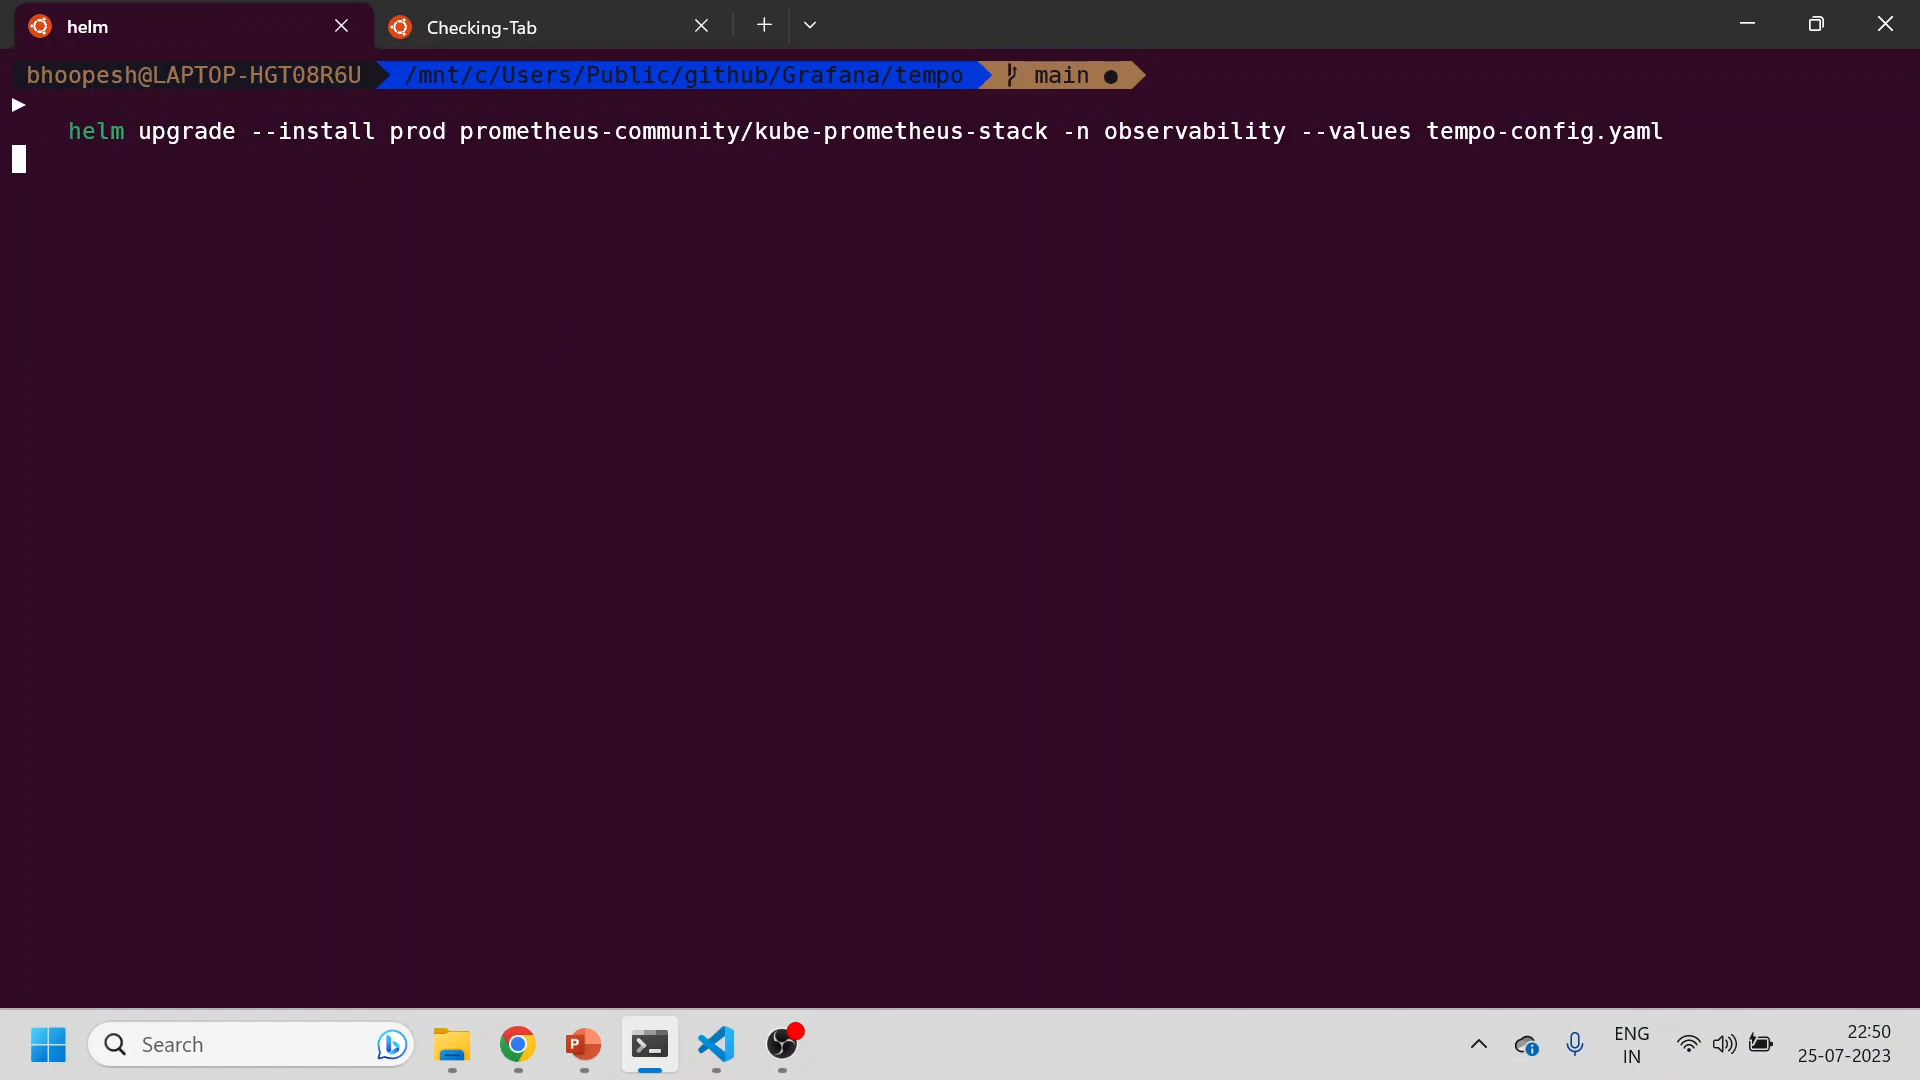 helm
Checking-Tab
bhoopesh@LAPTOP-HGT08R6U /mnt/c/Users/Public/github/Grafana/tempo main ●
helm upgrade --install prod prometheus-community/kube-prometheus-stack -n observability --values tempo-config.yaml
Search
ENG
IN
22:50
25-07-2023